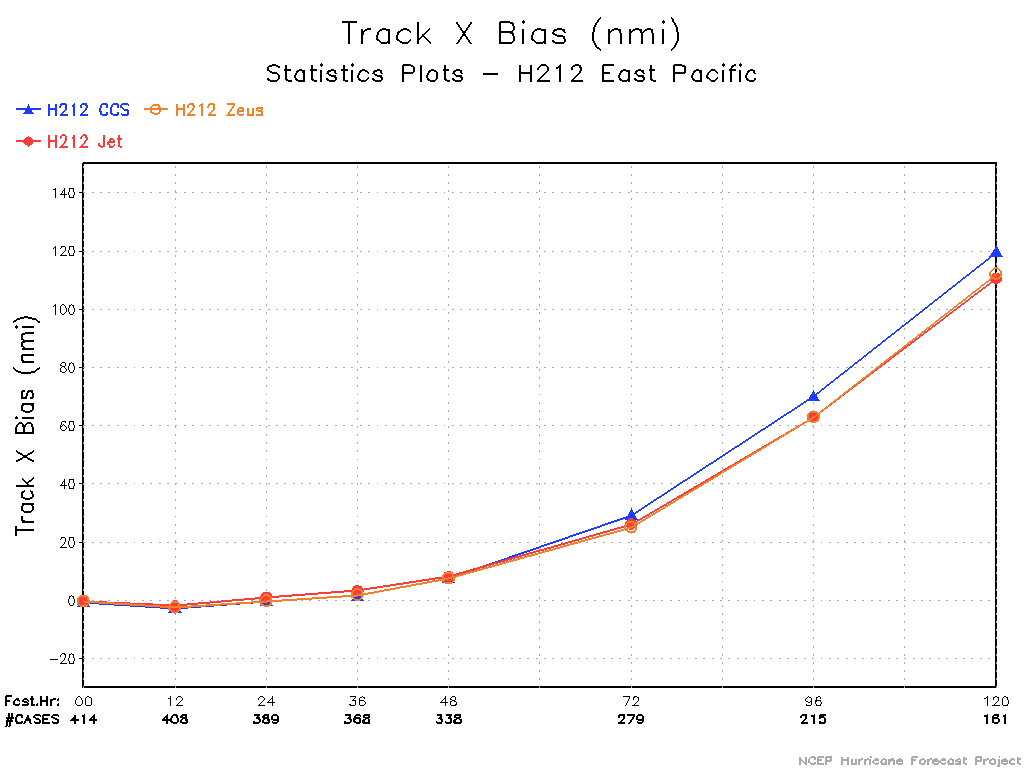 Track X Bias (nmi)
Statistics Plots - H212 East Pacific
H212 CCS H212 Zeus
H212 Jet
140
120
100
80
60
40
20
0
-20
Track X Bias (nmi)
Fcst.Hr: 00 12 24 36 48 72 96 120
#CASES 414 408 389 368 338 279 215 161
NCEP Hurricane Forecast Project